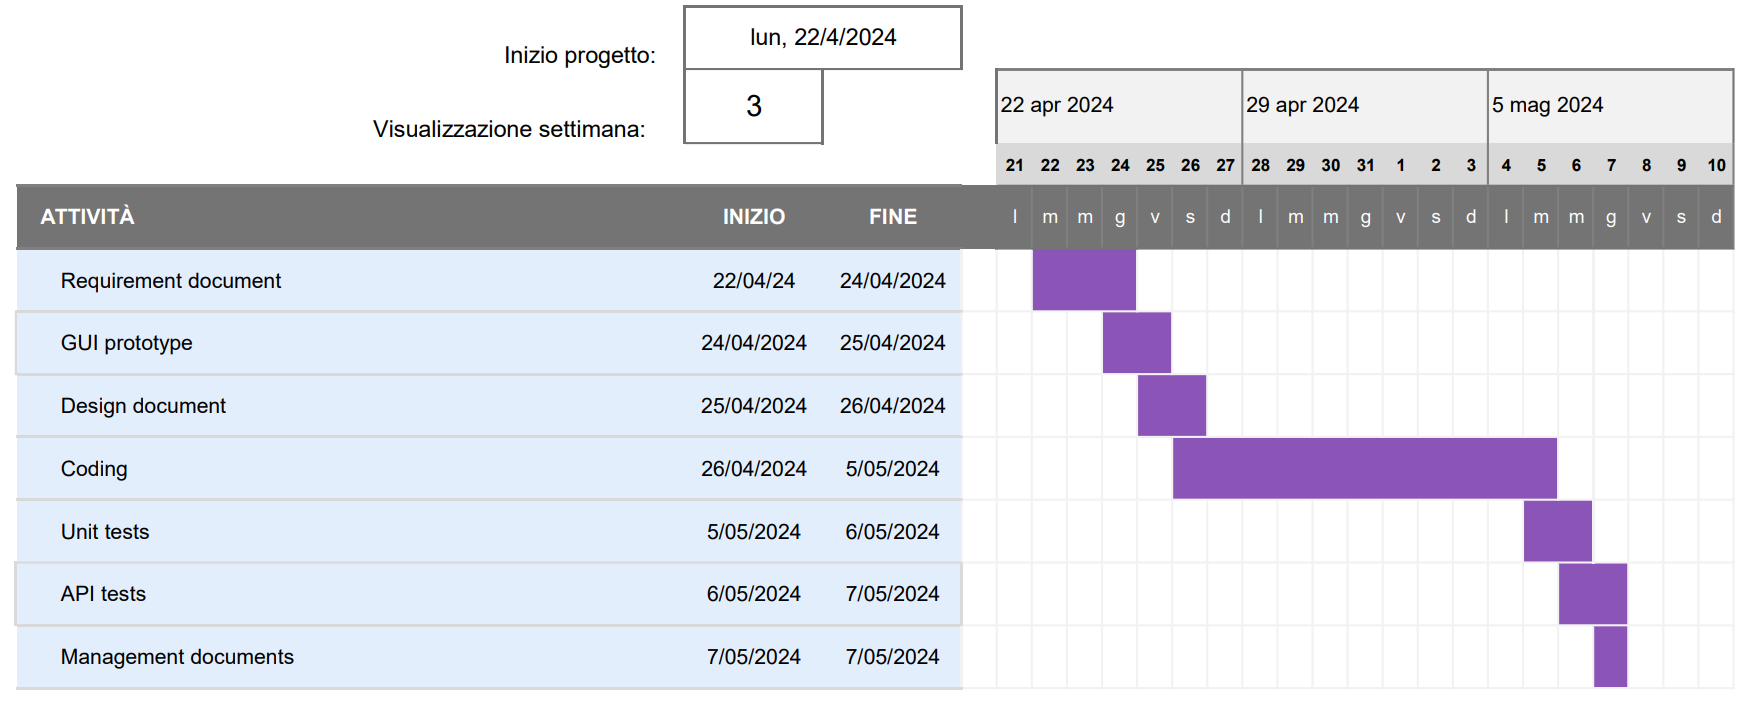 Inizio progetto: lun, 22/4/2024
Visualizzazione settimana: 3
22 apr 2024 29 apr 2024 5 mag 2024
21 22 23 24 25 26 27 28 29 30 31 1 2 3 4 5 6 7 8 9 10
ATTIVITÀ INIZIO FINE l m m g v s d l m m g v s d l m m g v s d
Requirement document 22/04/24 24/04/2024
GUI prototype 24/04/2024 25/04/2024
Design document 25/04/2024 26/04/2024
Coding 26/04/2024 5/05/2024
Unit tests 5/05/2024 6/05/2024
API tests 6/05/2024 7/05/2024
Management documents 7/05/2024 7/05/2024